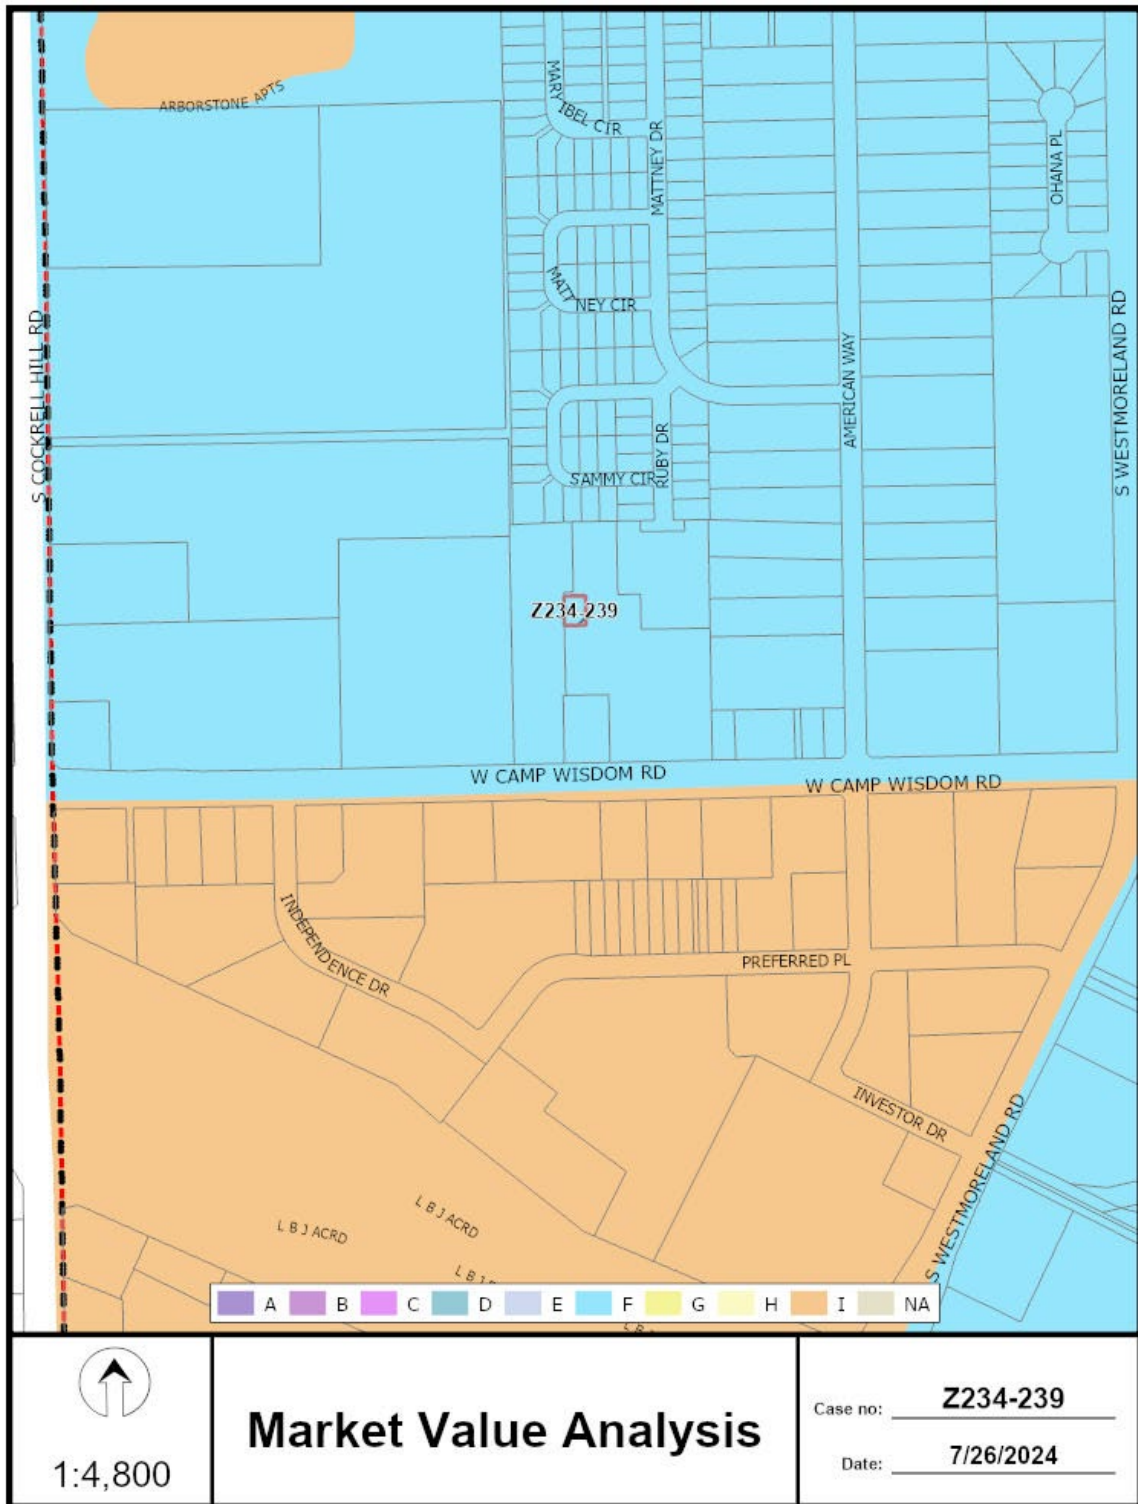 ARBORSTONE APTS
MARY IBEL CIR
MATTNEY DR
OHANA PL
MATTNEY CIR
S COCKRELL HILL RD
AMERICAN WAY
S WESTMORELAND RD
RUBY DR
SAMMY CIR
Z234-239
W CAMP WISDOM RD
W CAMP WISDOM RD
INDEPENDENCE DR
PREFERRED PL
INVESTOR DR
S WESTMORELAND RD
L B J ACRD
L B J ACRD
A B C D E F G H I NA
1:4,800
Market Value Analysis
Case no: Z234-239
Date: 7/26/2024